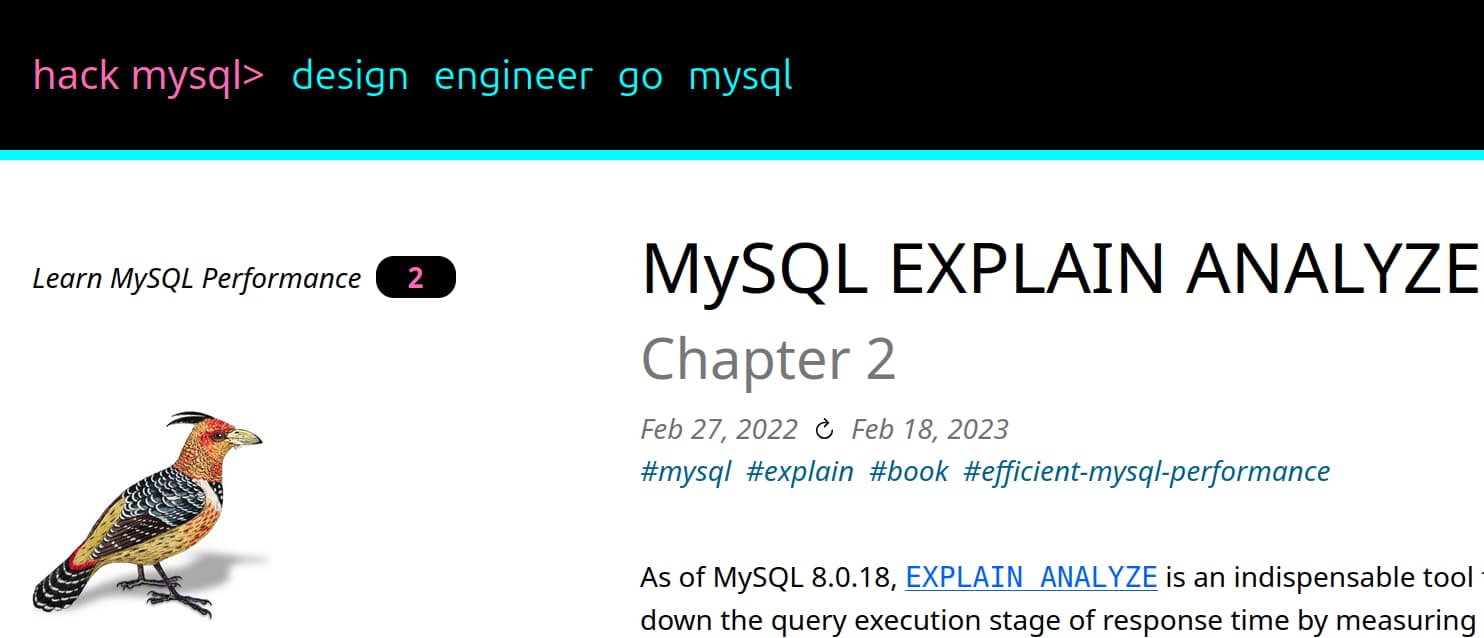 hack mysql> design engineer go mysql
Learn MySQL Performance 2
MySQL EXPLAIN ANALYZE
Chapter 2
Feb 27, 2022 ↻ Feb 18, 2023
#mysql #explain #book #efficient-mysql-performance
As of MySQL 8.0.18, EXPLAIN ANALYZE is an indispensable tool
down the query execution stage of response time by measuring